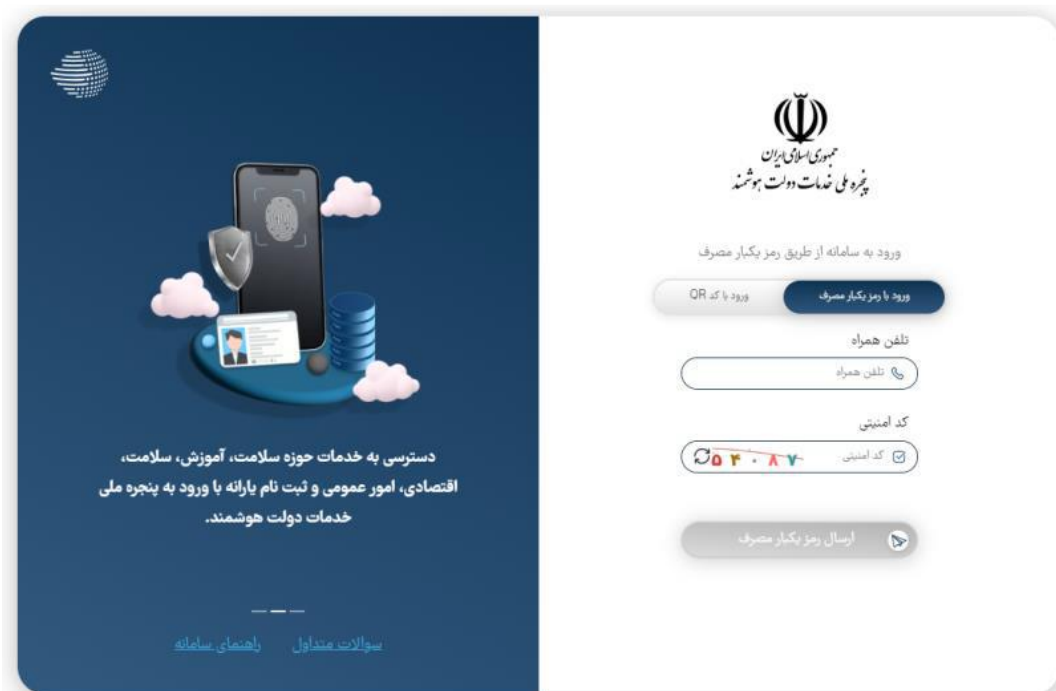 جمهوری اسلامی ایران
پنجره ملی خدمات دولت هوشمند
ورود به سامانه از طریق رمز یکبار مصرف
ورود با رمز یکبار مصرف
ورود با کد QR
تلفن همراه
تلفن همراه
کد امنیتی
کد امنیتی
۵۴۰۸۷
ارسال رمز یکبار مصرف
دسترسی به خدمات حوزه سلامت، آموزش، سلامت،
اقتصادی، امور عمومی و ثبت نام یارانه با ورود به پنجره ملی
خدمات دولت هوشمند.
سوالات متداول
راهنمای سامانه